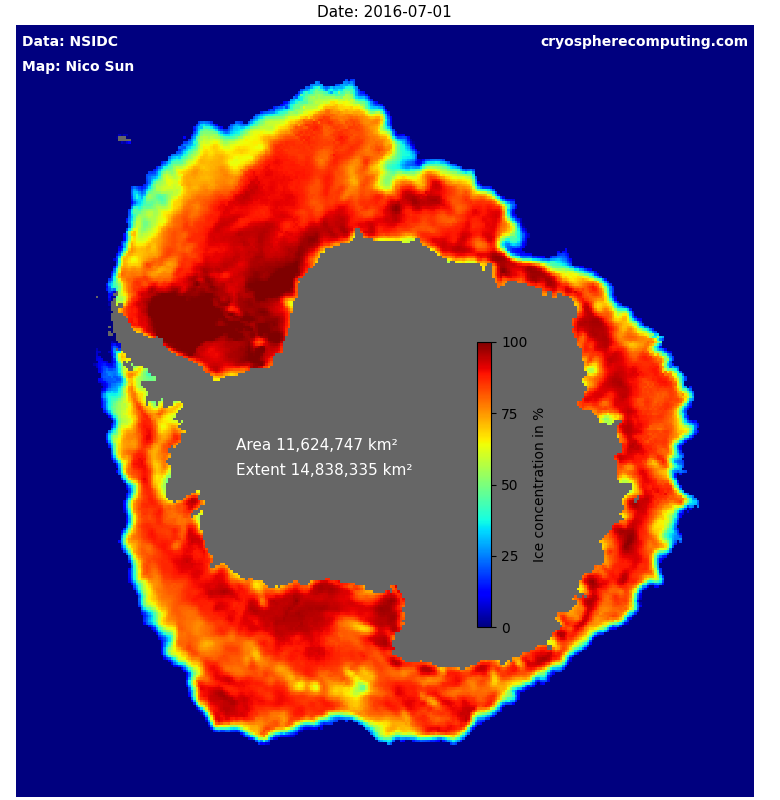 Date: 2016-07-01
Data: NSIDC
cryospherecomputing.com
Map: Nico Sun
100
75
50
25
0
Ice concentration in %
Area 11,624,747 km²
Extent 14,838,335 km²